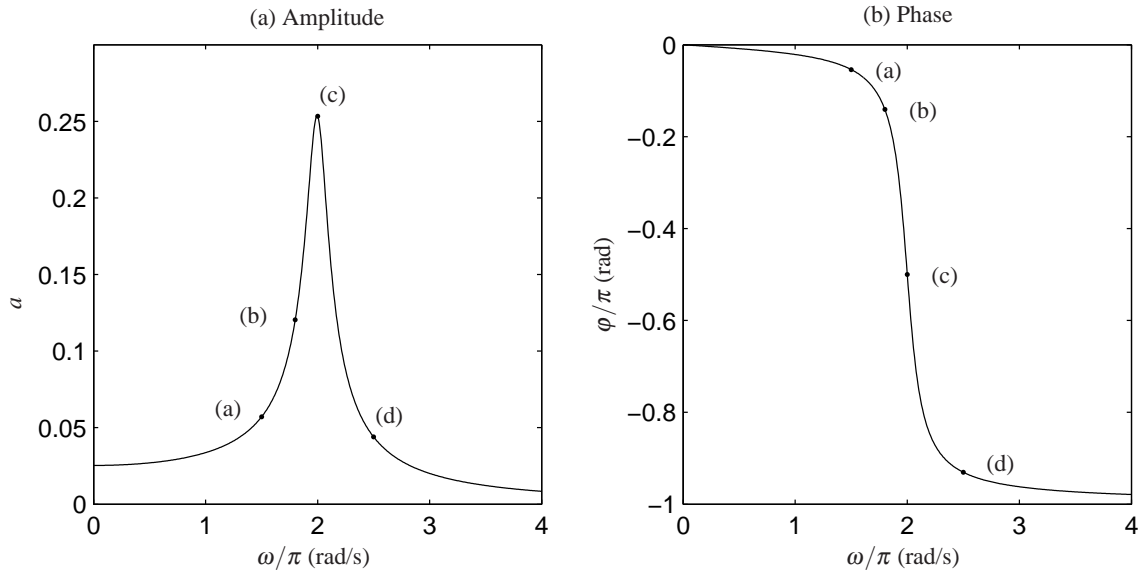 (a) Amplitude
0.25
0.2
0.15
0.1
0.05
0
a
0
1
2
3
4
ω/π (rad/s)
(a)
(b)
(c)
(d)
(b) Phase
0
−0.2
−0.4
−0.6
−0.8
−1
φ/π (rad)
0
1
2
3
4
ω/π (rad/s)
(a)
(b)
(c)
(d)